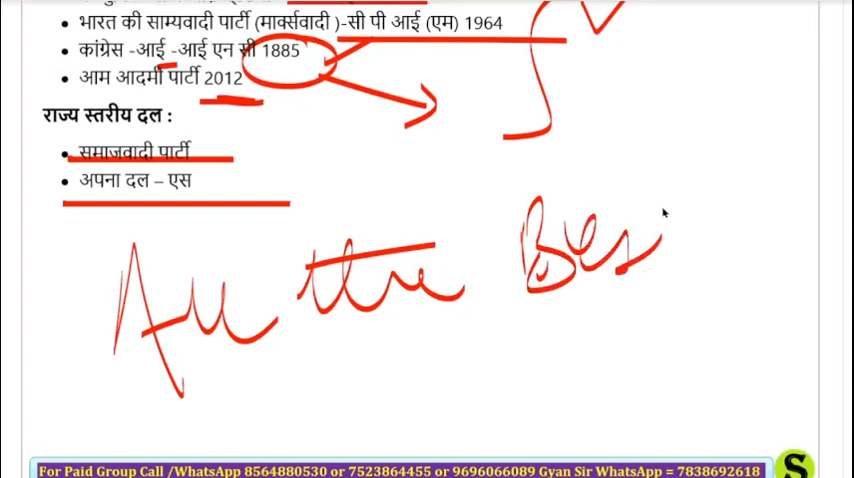 • भारत की साम्यवादी पार्टी (मार्क्सवादी )-सी पी आई (एम) 1964
• कांग्रेस -आई -आई एन सी 1885
• आम आदमी पार्टी 2012
राज्य स्तरीय दल :
• समाजवादी पार्टी
• अपना दल – एस
All the Bes
For Paid Group Call /WhatsApp 8564880530 or 7523864455 or 9696066089 Gyan Sir WhatsApp = 7838692618
S